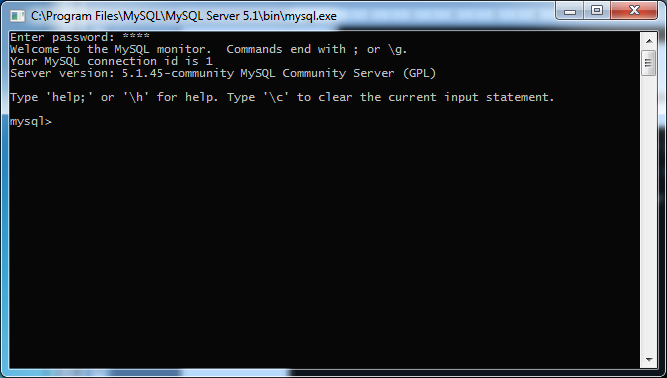 C:\Program Files\MySQL\MySQL Server 5.1\bin\mysql.exe
Enter password: ****
Welcome to the MySQL monitor.  Commands end with ; or \g.
Your MySQL connection id is 1
Server version: 5.1.45-community MySQL Community Server (GPL)
Type 'help;' or '\h' for help. Type '\c' to clear the current input statement.
mysql>